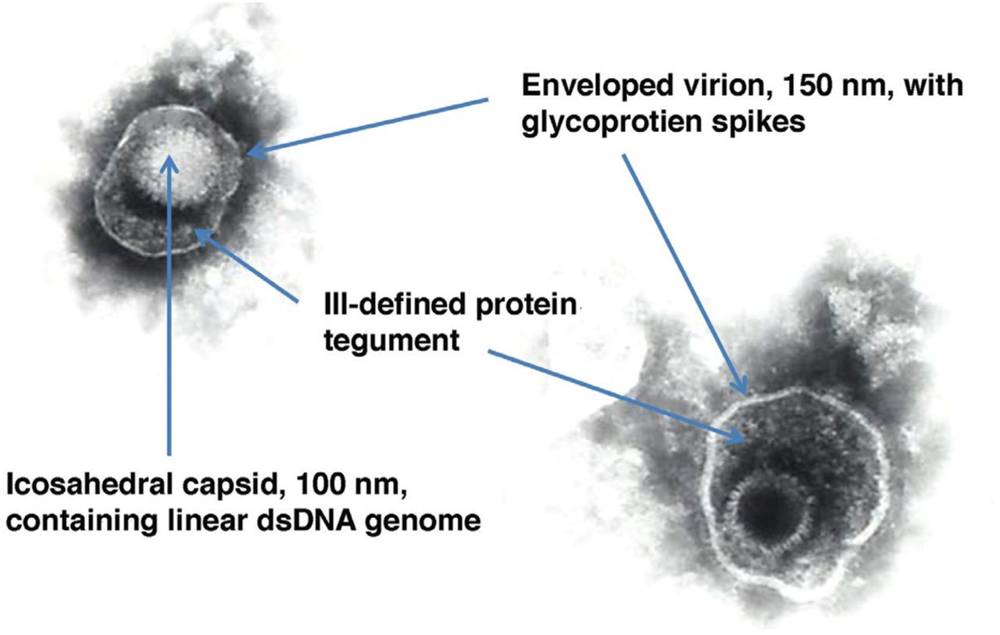 Enveloped virion, 150 nm, with
glycoprotien spikes
Ill-defined protein
tegument
Icosahedral capsid, 100 nm,
containing linear dsDNA genome